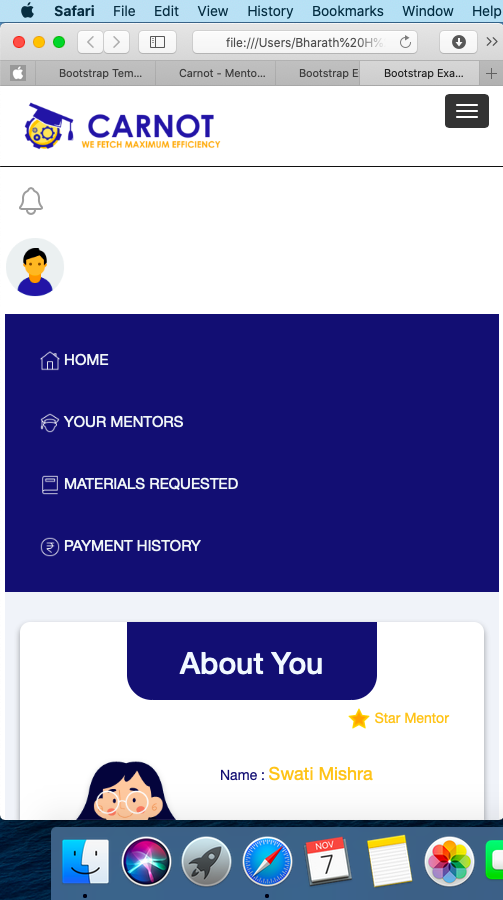 Safari File Edit View History Bookmarks Window Help
file:///Users/Bharath%20H%
Bootstrap Tem... Carnot - Mento... Bootstrap E Bootstrap Exa...
CARNOT
WE FETCH MAXIMUM EFFICIENCY
HOME
YOUR MENTORS
MATERIALS REQUESTED
PAYMENT HISTORY
About You
Star Mentor
Name : Swati Mishra
NOV
7